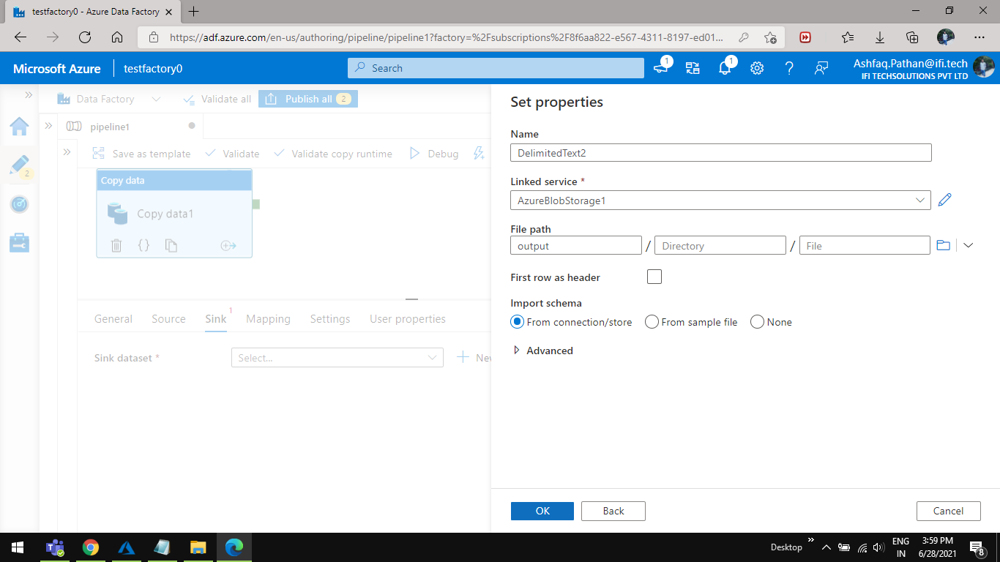 testfactory0 - Azure Data Factory
https://adf.azure.com/en-us/authoring/pipeline/pipeline1?factory=%2Fsubscriptions%2F8f6aa822-e567-4311-8197-ed01...
Microsoft Azure
testfactory0
Search
1
1
Ashfaq.Pathan@ifi.tech
IFI TECHSOLUTIONS PVT LTD
Data Factory
Validate all
Publish all
2
pipeline1
2
Save as template
Validate
Validate copy runtime
Debug
Copy data
Copy data1
General
Source
Sink
1
Mapping
Settings
User properties
Sink dataset *
Select...
New
Set properties
Name
DelimitedText2
Linked service *
AzureBlobStorage1
File path
output / Directory / File
First row as header
Import schema
From connection/store
From sample file
None
Advanced
OK
Back
Cancel
Desktop
ENG
IN
3:59 PM
6/28/2021
8